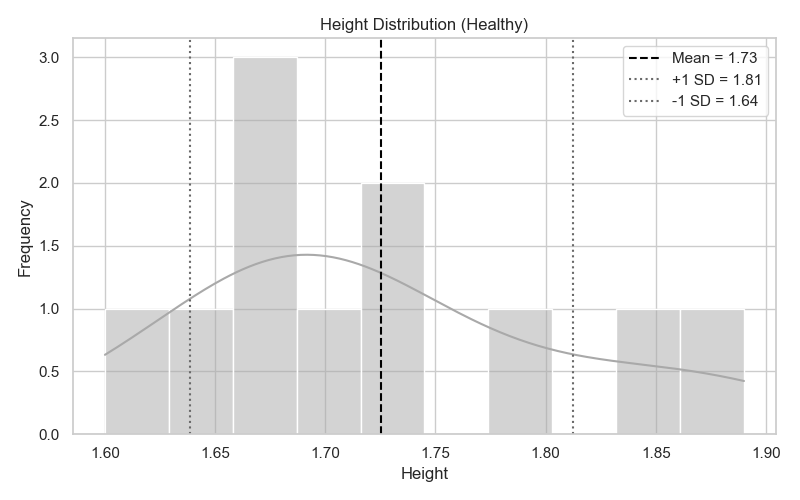 Height Distribution (Healthy)
Mean = 1.73
+1 SD = 1.81
-1 SD = 1.64
Frequency
3.0
2.5
2.0
1.5
1.0
0.5
0.0
1.60 1.65 1.70 1.75 1.80 1.85 1.90
Height